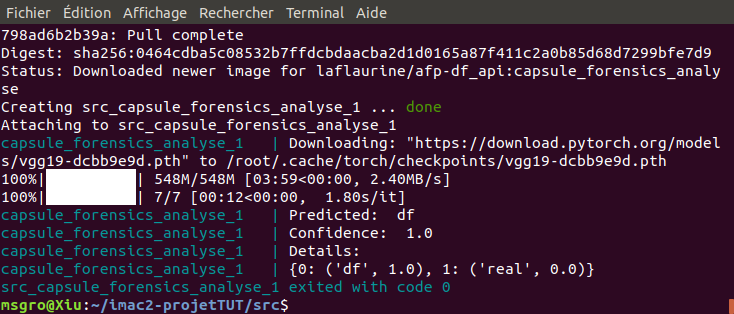 Fichier Édition Affichage Rechercher Terminal Aide
798ad6b2b39a: Pull complete
Digest: sha256:0464cdba5c08532b7ffdcbdaacba2d1d0165a87f411c2a0b85d68d7299bfe7d9
Status: Downloaded newer image for laflaurine/afp-df_api:capsule_forensics_analy
se
Creating src_capsule_forensics_analyse_1 ... done
Attaching to src_capsule_forensics_analyse_1
capsule_forensics_analyse_1 | Downloading: "https://download.pytorch.org/model
s/vgg19-dcbb9e9d.pth" to /root/.cache/torch/checkpoints/vgg19-dcbb9e9d.pth
100%| | 548M/548M [03:59<00:00, 2.40MB/s]
100%| | 7/7 [00:12<00:00, 1.80s/it]
capsule_forensics_analyse_1 | Predicted: df
capsule_forensics_analyse_1 | Confidence: 1.0
capsule_forensics_analyse_1 | Details:
capsule_forensics_analyse_1 | {0: ('df', 1.0), 1: ('real', 0.0)}
src_capsule_forensics_analyse_1 exited with code 0
msgro@Xiu:~/imac2-projetTUT/src$